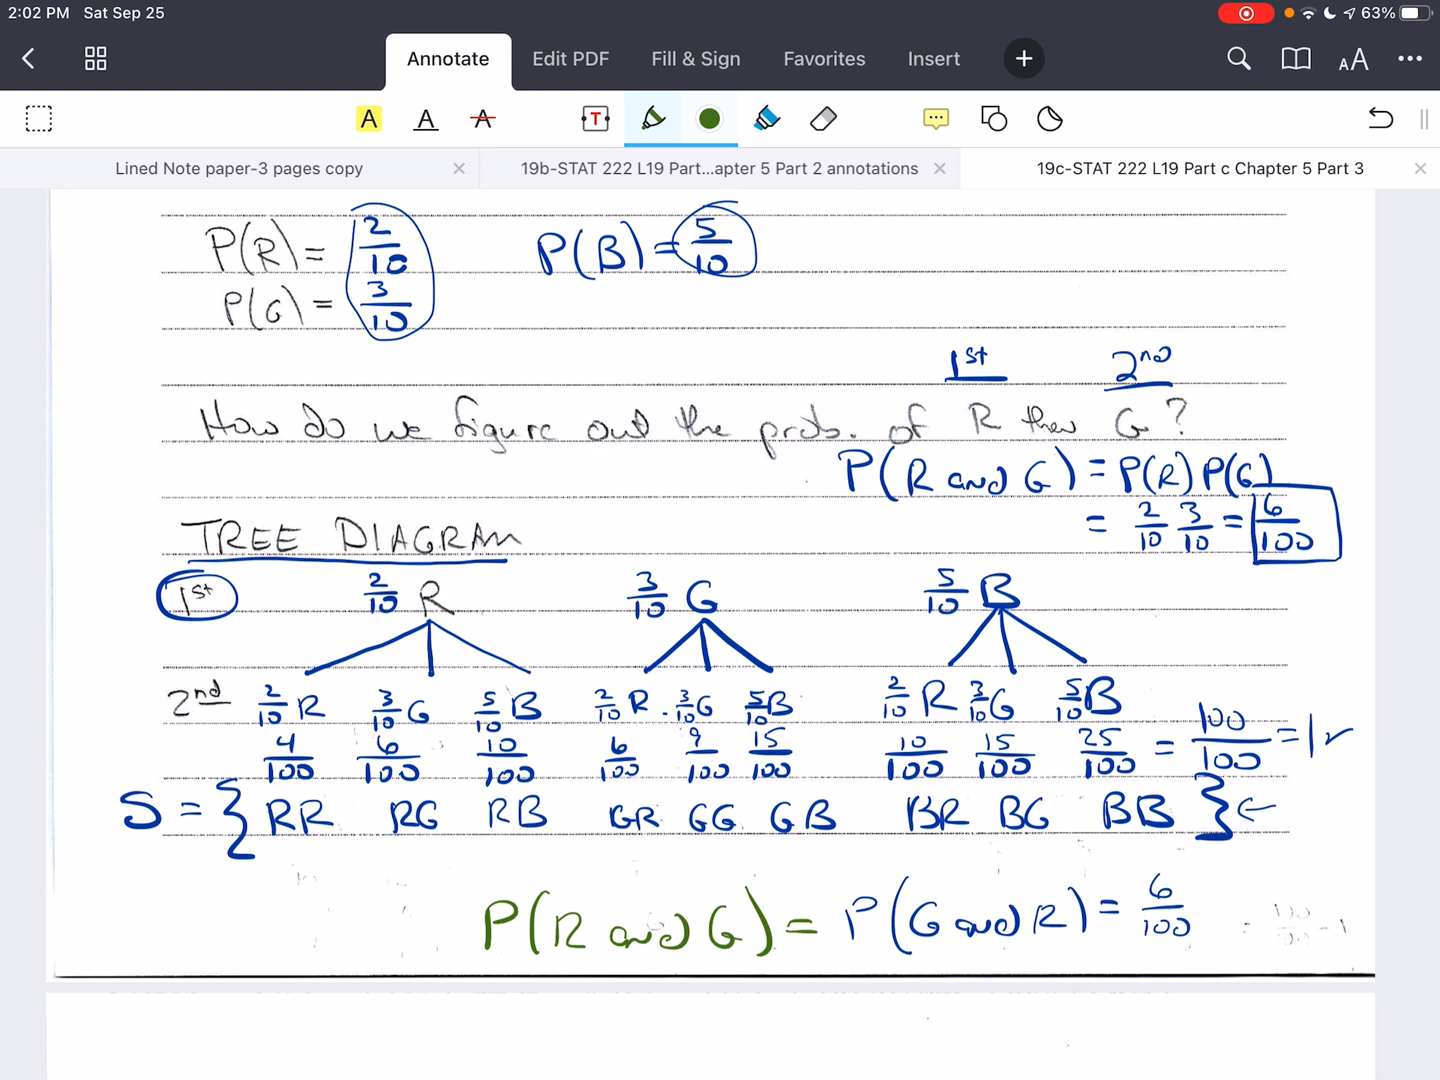 2:02 PM Sat Sep 25
63%
Annotate Edit PDF Fill & Sign Favorites Insert
AA
A A A T
Lined Note paper-3 pages copy
19b-STAT 222 L19 Part...apter 5 Part 2 annotations
19c-STAT 222 L19 Part c Chapter 5 Part 3
P(R) = 2/10 P(B) = 5/10
P(G) = 3/10
1st 2nd
How do we figure out the prob. of R then G?
P(R and G) = P(R) P(G)
= 2/10 3/10 = 6/100
TREE DIAGRAM
1st 2/10 R 3/10 G 5/10 B
2nd 2/10 R 3/10 G 5/10 B 2/10 R 3/10 G 5/10 B 2/10 R 3/10 G 5/10 B
4/100 6/100 10/100 6/100 9/100 15/100 10/100 15/100 25/100 = 100/100 = 1 ✓
S = { RR RG RB GR GG GB BR BG BB } ←
P(R and G) = P(G and R) = 6/100